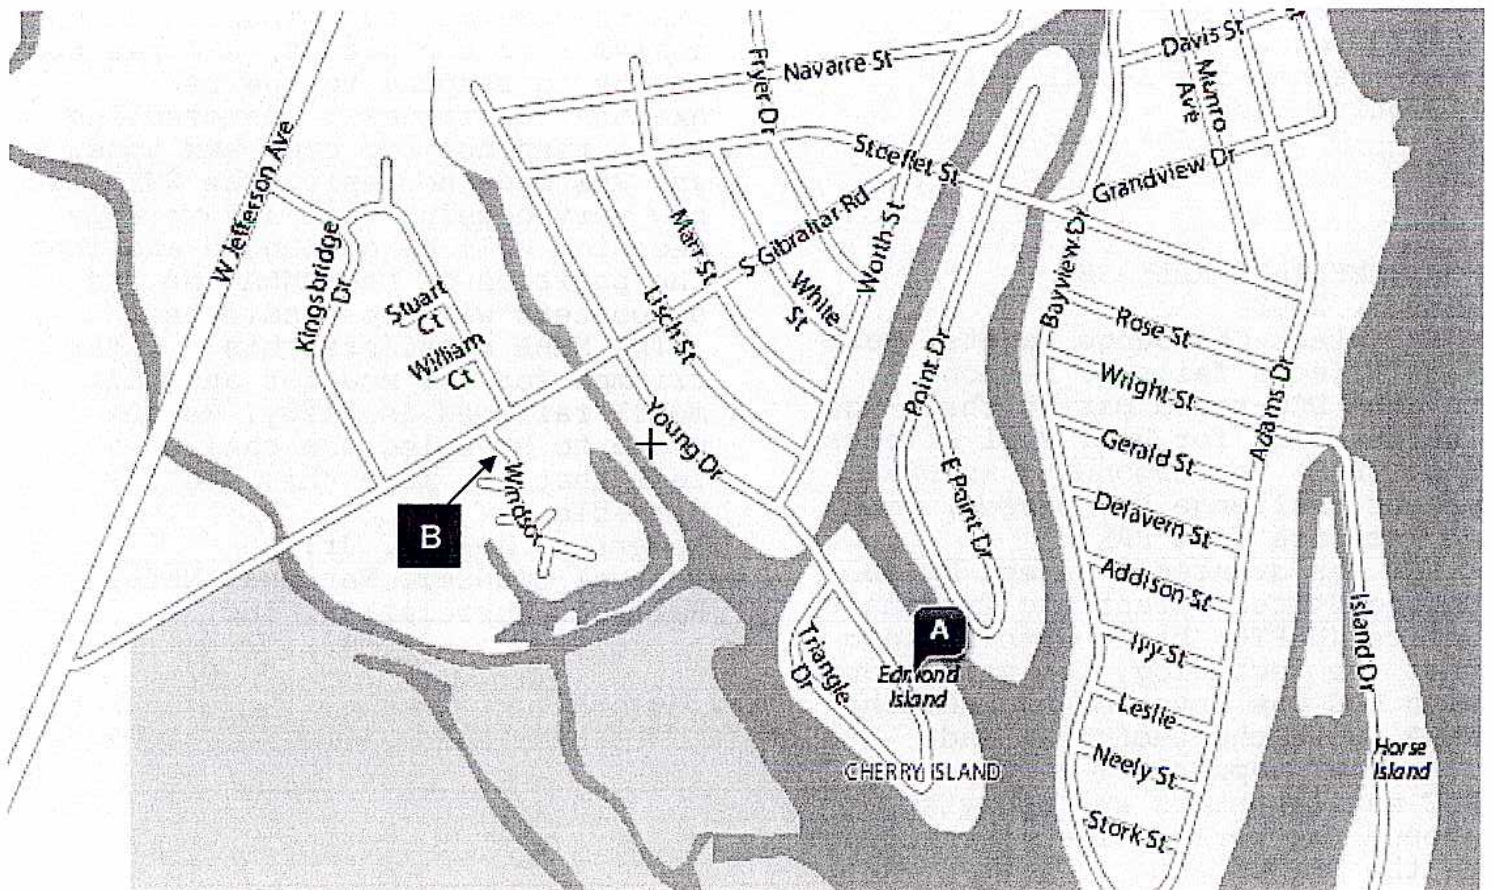 Davis St
Navarre St
Fryer Dr
Munro
Ave
Stoeflet St
Grandview Dr
W Jefferson Ave
S Gibraltar Rd
Marr St
Worth St
Kingsbridge
Dr
Stuart
Ct
William
Ct
Lisch St
White
St
Bayview Dr
Rose St
Point Dr
Wright St
Adams Dr
Young Dr
Gerald St
E Point Dr
Windsor
B
Delavern St
Addison St
Island Dr
A
Ivy St
Triangle
Dr
Edmond
Island
Leslie
Neely St
Horse
Island
CHERRY ISLAND
Stork St